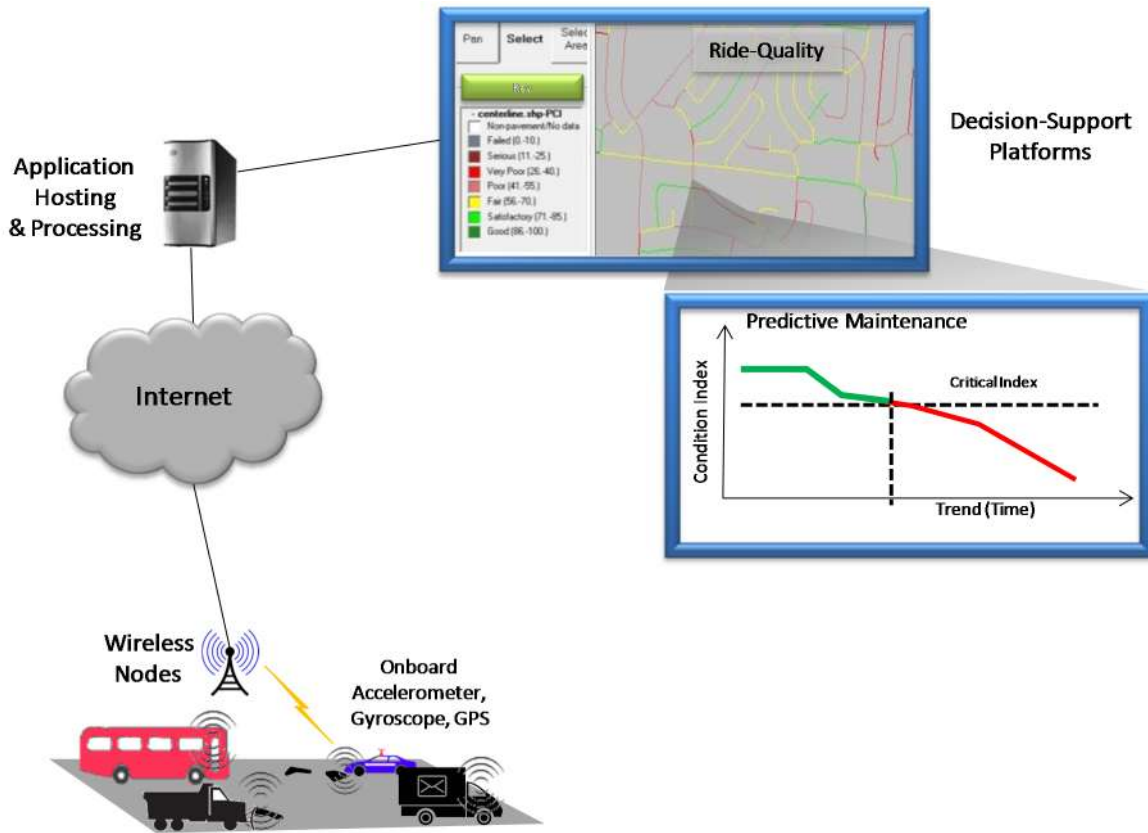 Pan
Select
Select
Area
Ride-Quality
- centerline.shp-PCI
Non-pavement/No data
Failed (0.-10.)
Serious (11.-25.)
Very Poor (26.-40.)
Poor (41.-55.)
Fair (56.-70.)
Satisfactory (71.-85.)
Good (86.-100.)
Decision-Support
Platforms
Application
Hosting
& Processing
Predictive Maintenance
Condition Index
Critical Index
Trend (Time)
Internet
Wireless
Nodes
Onboard
Accelerometer,
Gyroscope, GPS